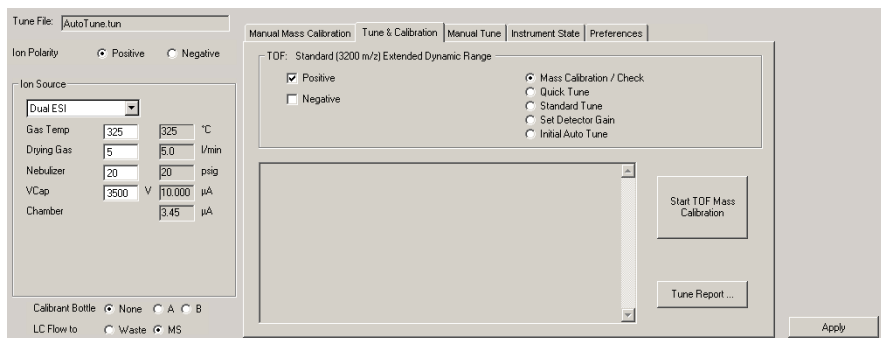 Tune File: AutoTune.tun
Ion Polarity Positive Negative
Ion Source
Dual ESI
Gas Temp 325 325 °C
Drying Gas 5 5.0 l/min
Nebulizer 20 20 psig
VCap 3500 V 10.000 µA
Chamber 3.45 µA
Calibrant Bottle None A B
LC Flow to Waste MS
Manual Mass Calibration Tune & Calibration Manual Tune Instrument State Preferences
TOF: Standard (3200 m/z) Extended Dynamic Range
Positive
Negative
Mass Calibration / Check
Quick Tune
Standard Tune
Set Detector Gain
Initial Auto Tune
Start TOF Mass
Calibration
Tune Report ...
Apply